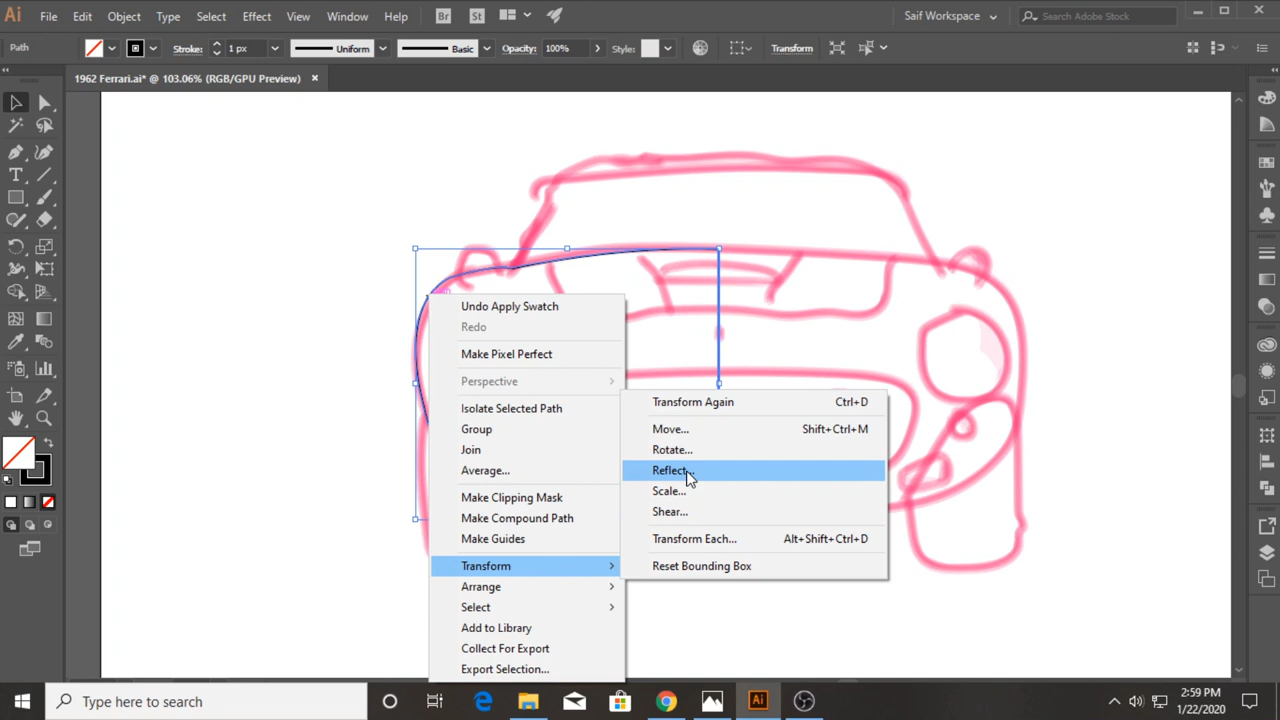 Ai File Edit Object Type Select Effect View Window Help Br St Saif Workspace Search Adobe Stock
Path Stroke: 1 px Uniform Basic Opacity: 100% Style: Transform
1962 Ferrari.ai* @ 103.06% (RGB/GPU Preview)
Undo Apply Swatch
Redo
Make Pixel Perfect
Perspective
Isolate Selected Path
Group
Join
Average...
Make Clipping Mask
Make Compound Path
Make Guides
Transform
Arrange
Select
Add to Library
Collect For Export
Export Selection...
Transform Again Ctrl+D
Move... Shift+Ctrl+M
Rotate...
Reflect...
Scale...
Shear...
Transform Each... Alt+Shift+Ctrl+D
Reset Bounding Box
Type here to search
Ai
2:59 PM
1/22/2020